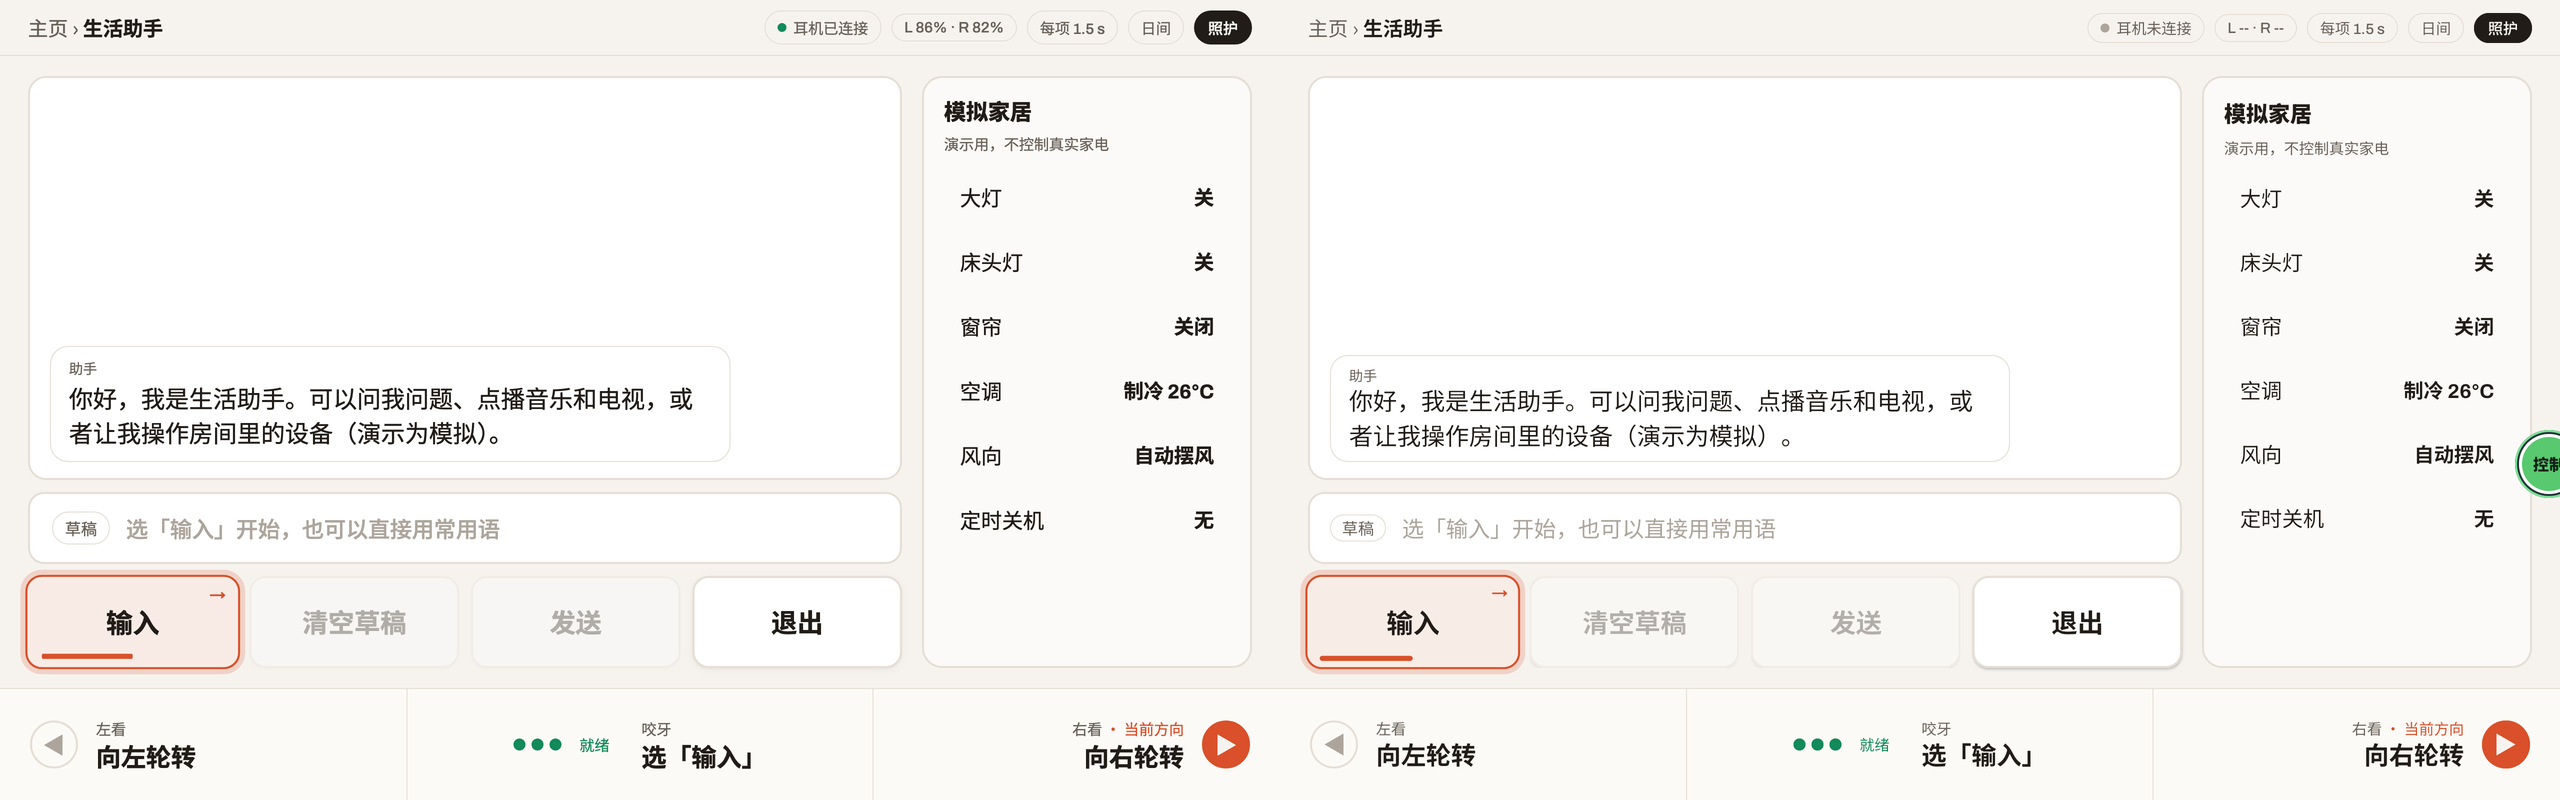 主页 › 生活助手
耳机已连接
L 86% · R 82%
每项 1.5 s
日间
照护
助手
你好，我是生活助手。可以问我问题、点播音乐和电视，或
者让我操作房间里的设备（演示为模拟）。
草稿
选「输入」开始，也可以直接用常用语
输入 →
清空草稿
发送
退出
模拟家居
演示用，不控制真实家电
大灯 关
床头灯 关
窗帘 关闭
空调 制冷 26°C
风向 自动摆风
定时关机 无
左看
向左轮转
就绪
咬牙
选「输入」
右看 · 当前方向
向右轮转
主页 › 生活助手
耳机未连接
L -- · R --
每项 1.5 s
日间
照护
助手
你好，我是生活助手。可以问我问题、点播音乐和电视，或
者让我操作房间里的设备（演示为模拟）。
草稿
选「输入」开始，也可以直接用常用语
输入 →
清空草稿
发送
退出
模拟家居
演示用，不控制真实家电
大灯 关
床头灯 关
窗帘 关闭
空调 制冷 26°C
风向 自动摆风
定时关机 无
控制
左看
向左轮转
就绪
咬牙
选「输入」
右看 · 当前方向
向右轮转